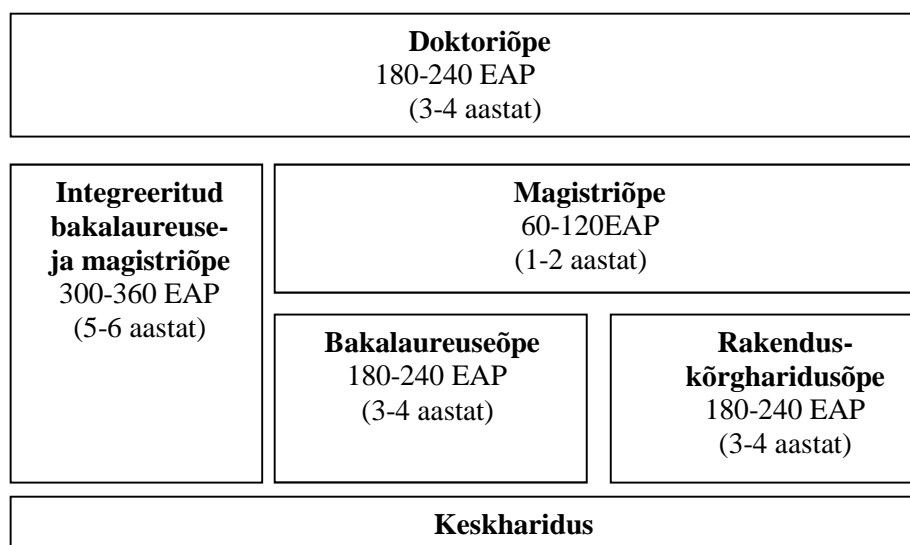 Doktoriõpe
180-240 EAP
(3-4 aastat)
Integreeritud
bakalaureuse-
ja magistriõpe
300-360 EAP
(5-6 aastat)
Magistriõpe
60-120EAP
(1-2 aastat)
Bakalaureuseõpe
180-240 EAP
(3-4 aastat)
Rakendus-
kõrgharidusõpe
180-240 EAP
(3-4 aastat)
Keskharidus